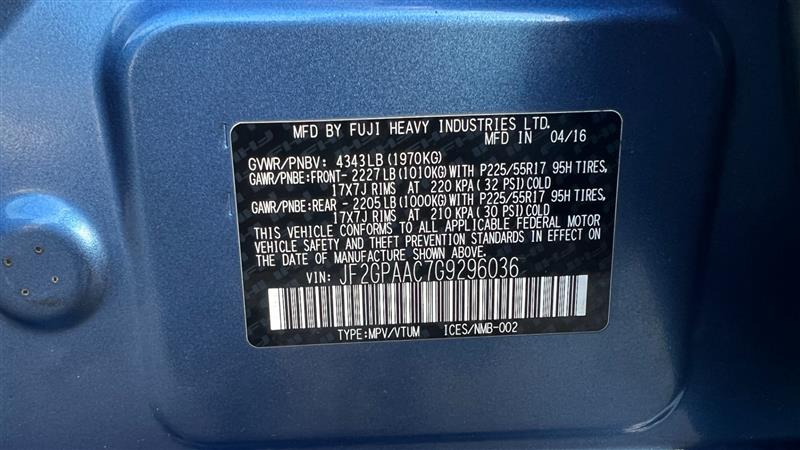 MFD BY FUJI HEAVY INDUSTRIES LTD.
MFD IN 04/16
GVWR/PNBV: 4343LB(1970KG)
GAWR/PNBE:FRONT- 2227LB(1010KG)WITH P225/55R17 95H TIRES,
17X7J RIMS AT 220 KPA(32 PSI)COLD
GAWR/PNBE:REAR - 2205LB(1000KG)WITH P225/55R17 95H TIRES,
17X7J RIMS AT 210 KPA(30 PSI)COLD
THIS VEHICLE CONFORMS TO ALL APPLICABLE FEDERAL MOTOR
VEHICLE SAFETY AND THEFT PREVENTION STANDARDS IN EFFECT ON
THE DATE OF MANUFACTURE SHOWN ABOVE.
VIN: JF2GPAAC7G9296036
TYPE:MPV/VTUM ICES/NMB-002